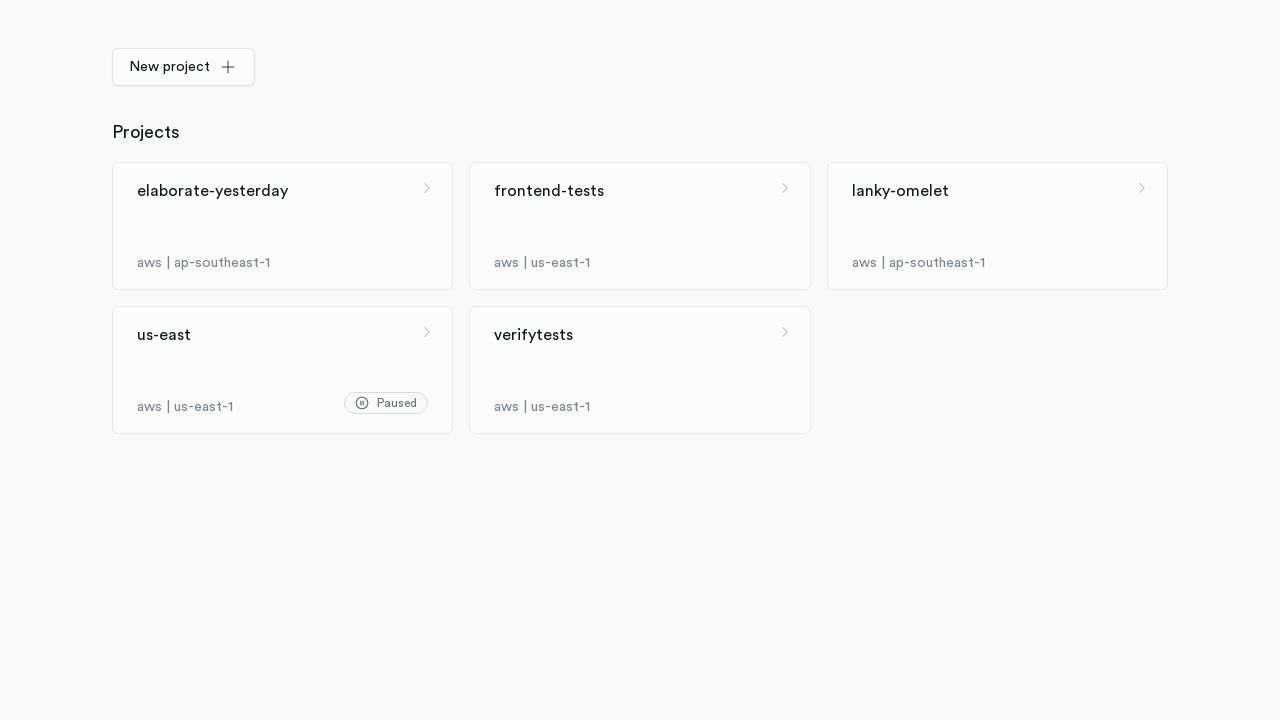 New project
Projects
elaborate-yesterday
aws | ap-southeast-1
frontend-tests
aws | us-east-1
lanky-omelet
aws | ap-southeast-1
us-east
aws | us-east-1
Paused
verifytests
aws | us-east-1